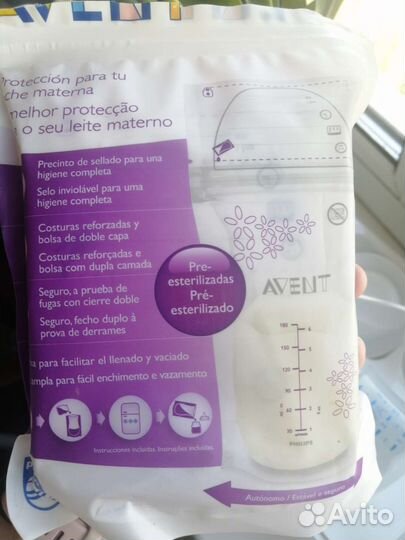 AVENT
Protección para tu
che materna
melhor protecção
o seu leite materno
Precinto de sellado para una
higiene completa
Selo inviolável para uma
higiene completa
Costuras reforzadas y
bolsa de doble capa
Costuras reforçadas e
bolsa com dupla camada
Seguro, a prueba de
fugas con cierre doble
Seguro, fecho duplo à
prova de derrames
Pre-
esterilizadas
Pré-
esterilizado
AVENT
180 6
150 5
120 4
90 3
60 2
30 1
PHILIPS
na para facilitar el llenado y vaciado
ampla para fácil enchimento e vazamento
Instrucciones incluidas. Instruções incluídas.
Autónomo / Estável e seguro
Avito